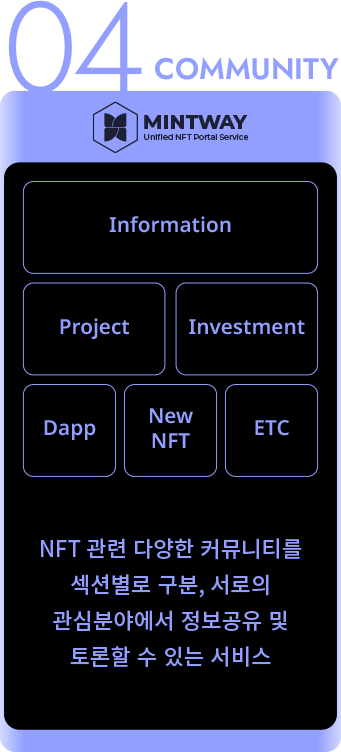 04 COMMUNITY
MINTWAY
Unified NFT Portal Service
Information
Project
Investment
Dapp
New
NFT
ETC
NFT 관련 다양한 커뮤니티를
섹션별로 구분, 서로의
관심분야에서 정보공유 및
토론할 수 있는 서비스